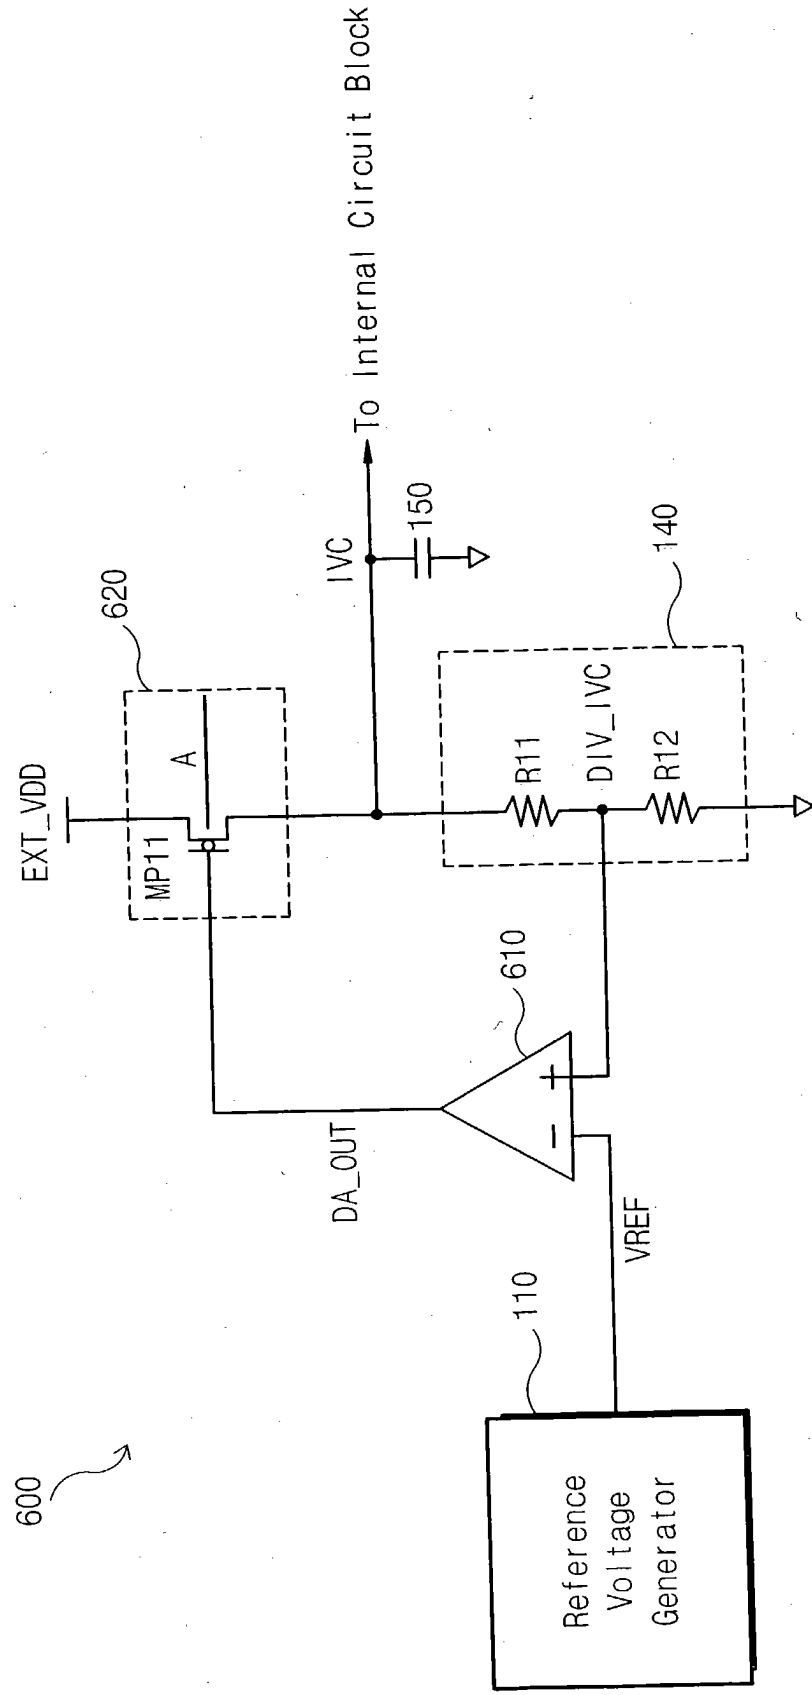 600
EXT_VDD
620
MP11
A
IVC
To Internal Circuit Block
150
DA_OUT
610
-
+
140
R11
DIV_IVC
R12
110
VREF
Reference
Voltage
Generator